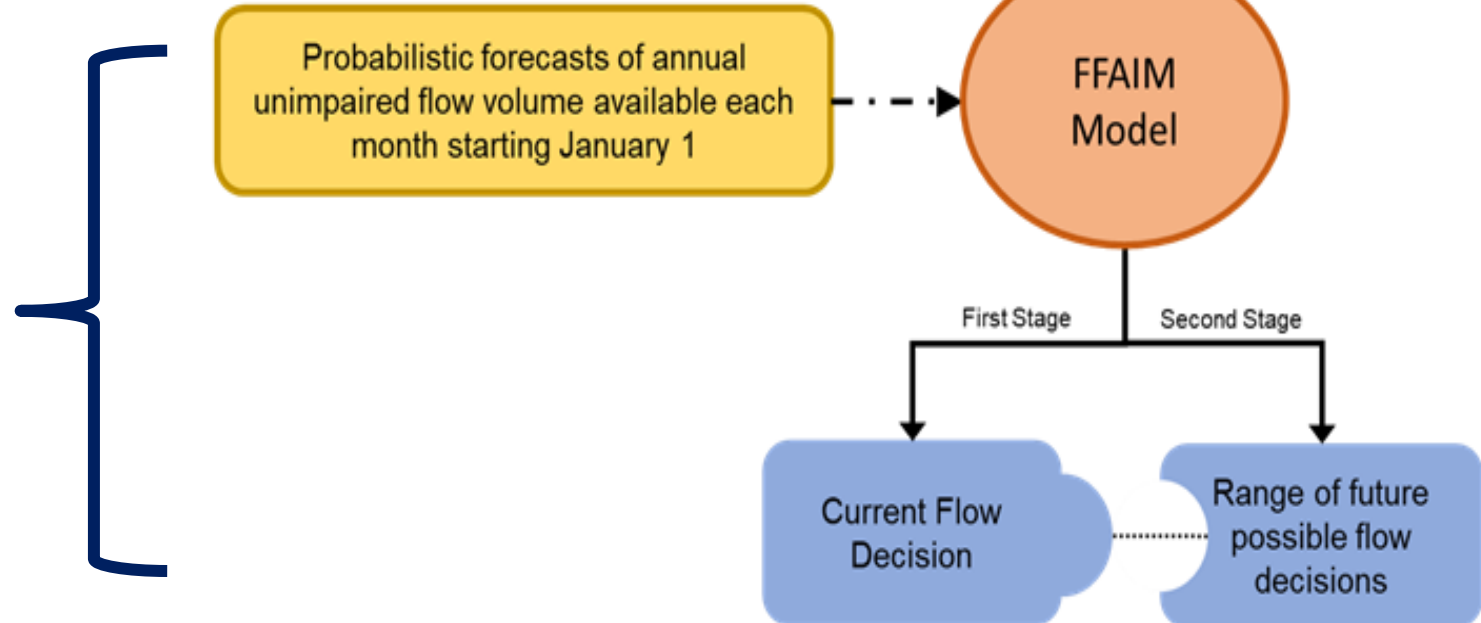 Probabilistic forecasts of annual
unimpaired flow volume available each
month starting January 1
FFAIM
Model
First Stage
Second Stage
Current Flow
Decision
Range of future
possible flow
decisions